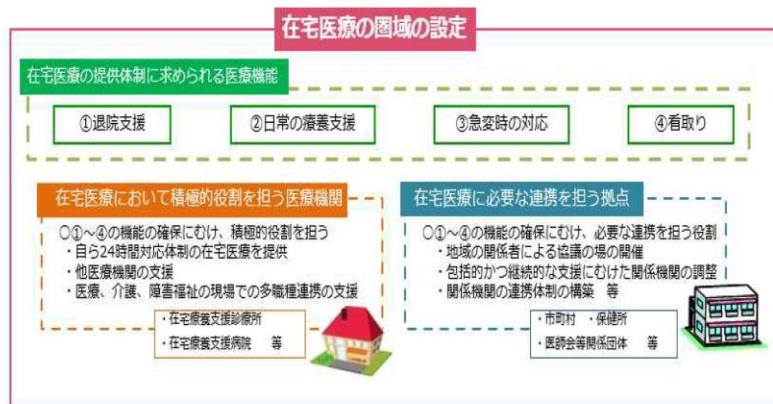 在宅医療の圏域の設定
在宅医療の提供体制に求められる医療機能
①退院支援
②日常の療養支援
③急変時の対応
④看取り
在宅医療において積極的役割を担う医療機関
○①～④の機能の確保にむけ、積極的役割を担う
・自ら24時間対応体制の在宅医療を提供
・他医療機関の支援
・医療、介護、障害福祉の現場での多職種連携の支援
・在宅療養支援診療所
・在宅療養支援病院 等
在宅医療に必要な連携を担う拠点
○①～④の機能の確保にむけ、必要な連携を担う役割
・地域の関係者による協議の場の開催
・包括的かつ継続的な支援にむけた関係機関の調整
・関係機関の連携体制の構築 等
・市町村 ・保健所
・医師会等関係団体 等